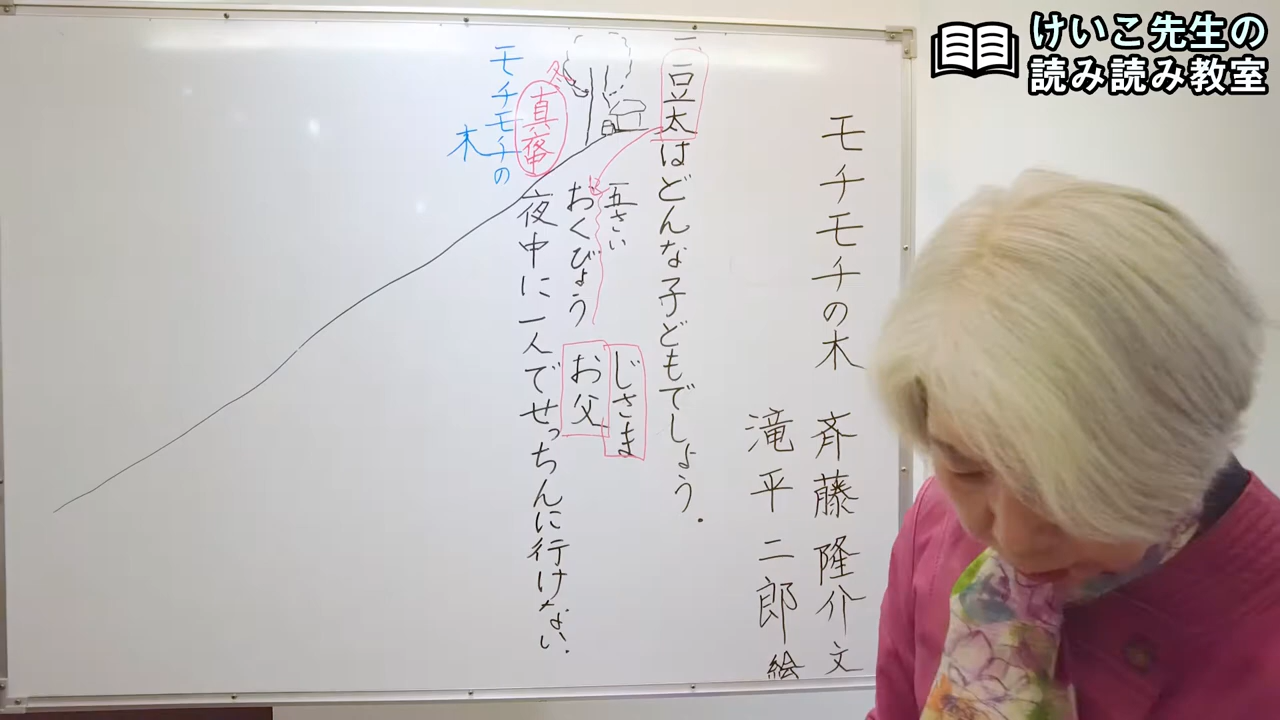 けいこ先生の
読み読み教室
モチモチの木
斉藤隆介 文
滝平二郎 絵
一、豆太はどんな子どもでしょう。
五さい
じさま
おくびょう
お父
夜中に一人でせっちんに行けない。
冬
真夜中
モチモチの
木